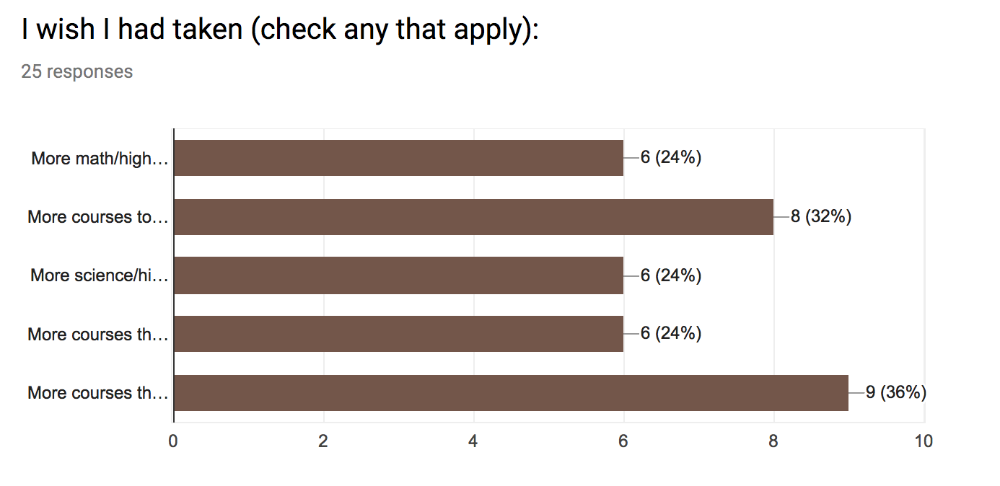 I wish I had taken (check any that apply):
25 responses
More math/high…
6 (24%)
More courses to…
8 (32%)
More science/hi…
6 (24%)
More courses th…
6 (24%)
More courses th…
9 (36%)
0 2 4 6 8 10